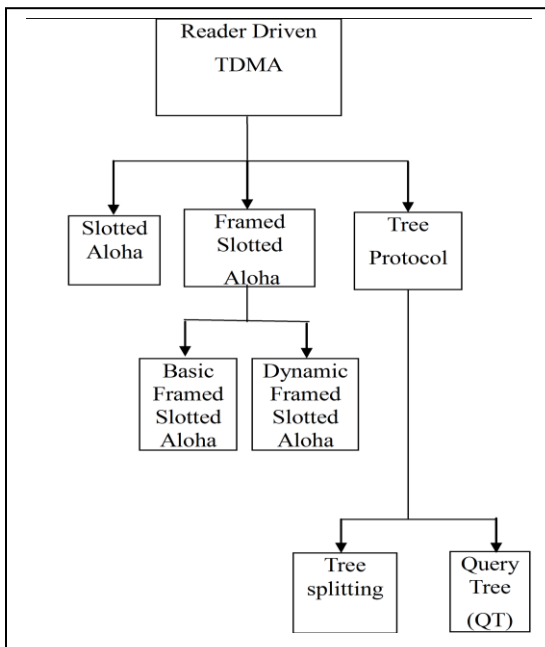 Reader Driven
TDMA
Slotted
Aloha
Framed
Slotted
Aloha
Tree
Protocol
Basic
Framed
Slotted
Aloha
Dynamic
Framed
Slotted
Aloha
Tree
splitting
Query
Tree
(QT)